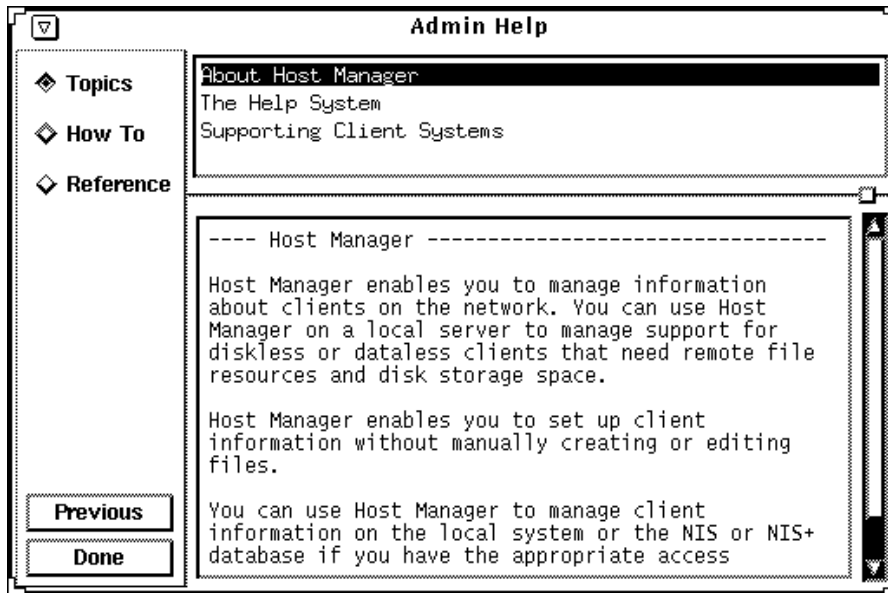 Admin Help
Topics
How To
Reference
Previous
Done
About Host Manager
The Help System
Supporting Client Systems
---- Host Manager ---------------------------------
Host Manager enables you to manage information
about clients on the network. You can use Host
Manager on a local server to manage support for
diskless or dataless clients that need remote file
resources and disk storage space.
Host Manager enables you to set up client
information without manually creating or editing
files.
You can use Host Manager to manage client
information on the local system or the NIS or NIS+
database if you have the appropriate access